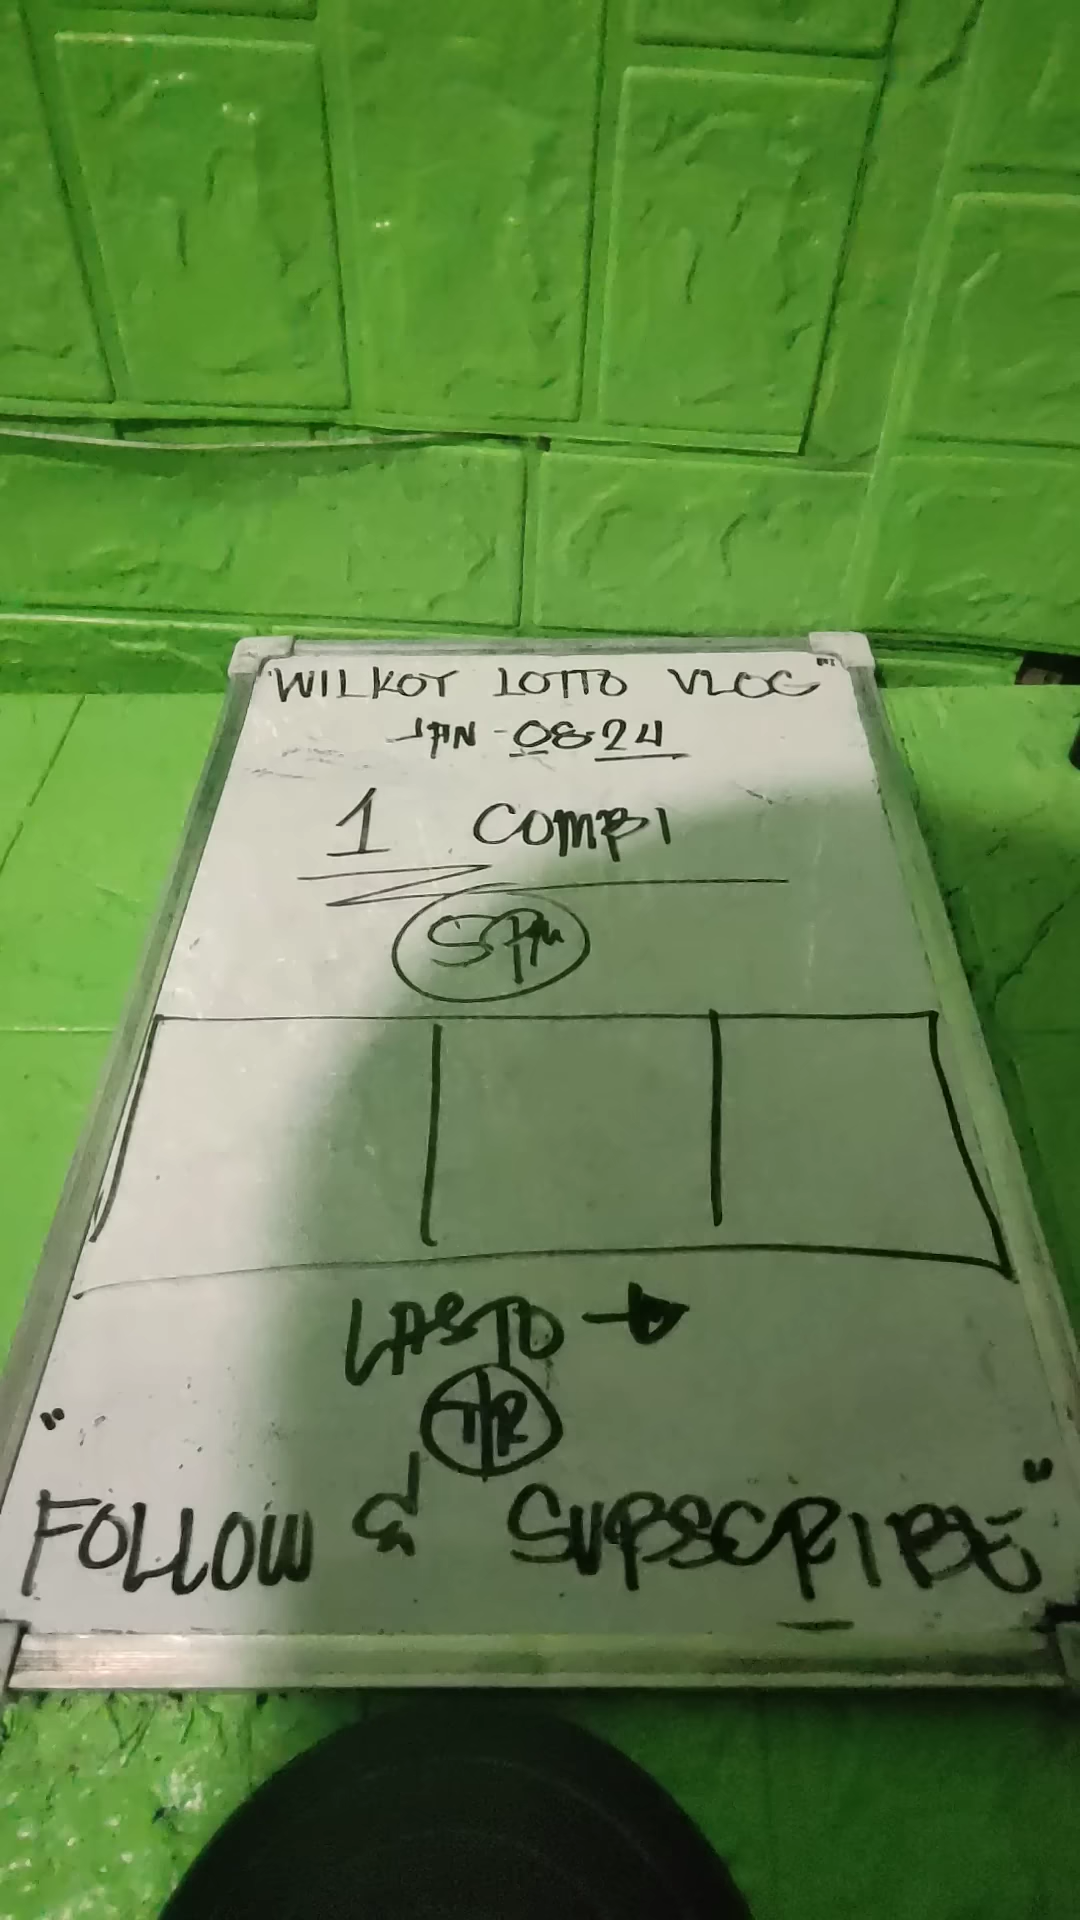 "WILKOY LOTTO VLOG"
JAN-08-24
1 COMBI
5PM
LASTO →
T/R
"FOLLOW & SUBSCRIBE"